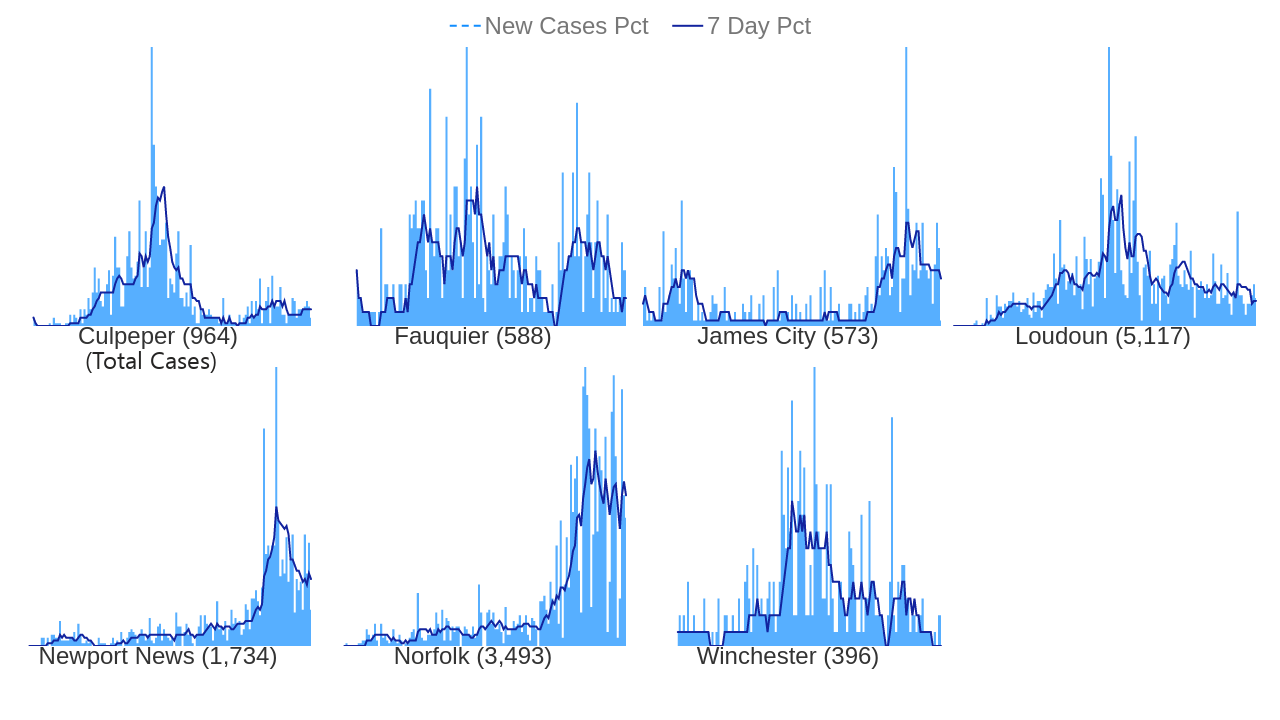 New Cases Pct 7 Day Pct
Culpeper (964) Fauquier (588) James City (573) Loudoun (5,117)
(Total Cases)
Newport News (1,734) Norfolk (3,493) Winchester (396)